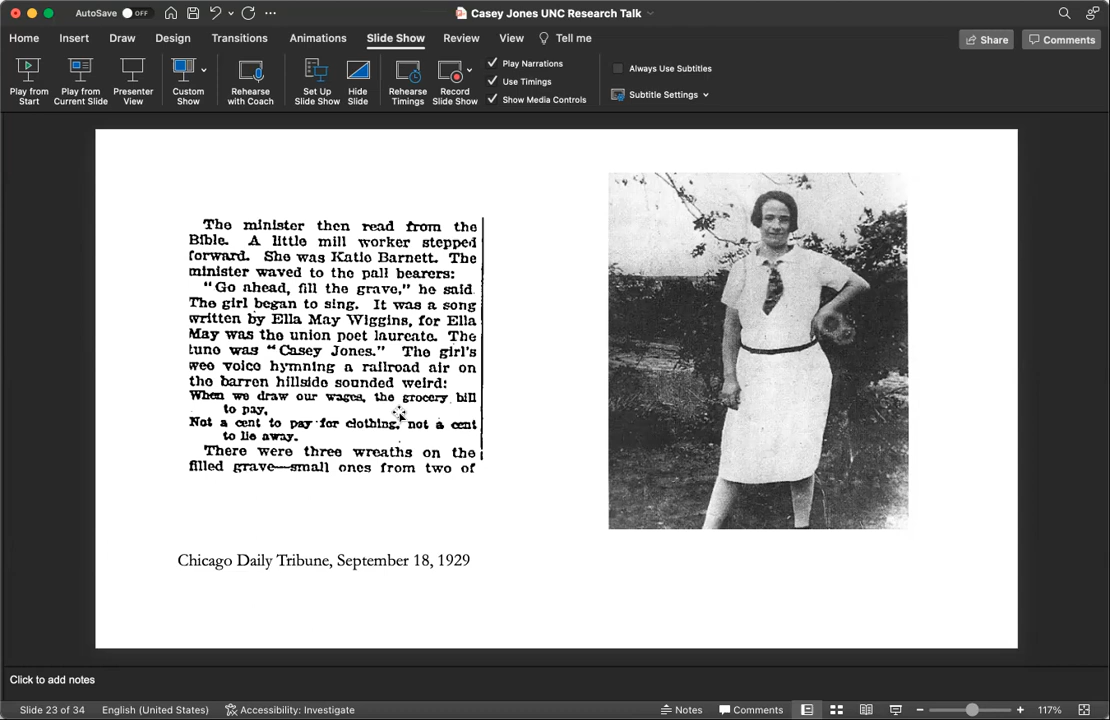 AutoSave OFF
Casey Jones UNC Research Talk
Home Insert Draw Design Transitions Animations Slide Show Review View Tell me
Share Comments
Play from Start
Play from Current Slide
Presenter View
Custom Show
Rehearse with Coach
Set Up Slide Show
Hide Slide
Rehearse Timings
Record Slide Show
Play Narrations
Use Timings
Show Media Controls
Always Use Subtitles
Subtitle Settings
The minister then read from the
Bible. A little mill worker stepped
forward. She was Katie Barnett. The
minister waved to the pall bearers:
"Go ahead, fill the grave," he said.
The girl began to sing. It was a song
written by Ella May Wiggins, for Ella
May was the union poet laureate. The
tune was "Casey Jones." The girl's
wee voice hymning a railroad air on
the barren hillside sounded weird:
When we draw our wages, the grocery bill
to pay,
Not a cent to pay for clothing, not a cent
to lie away.
There were three wreaths on the
filled grave—small ones from two of
Chicago Daily Tribune, September 18, 1929
Click to add notes
Slide 23 of 34 English (United States) Accessibility: Investigate Notes Comments 117%